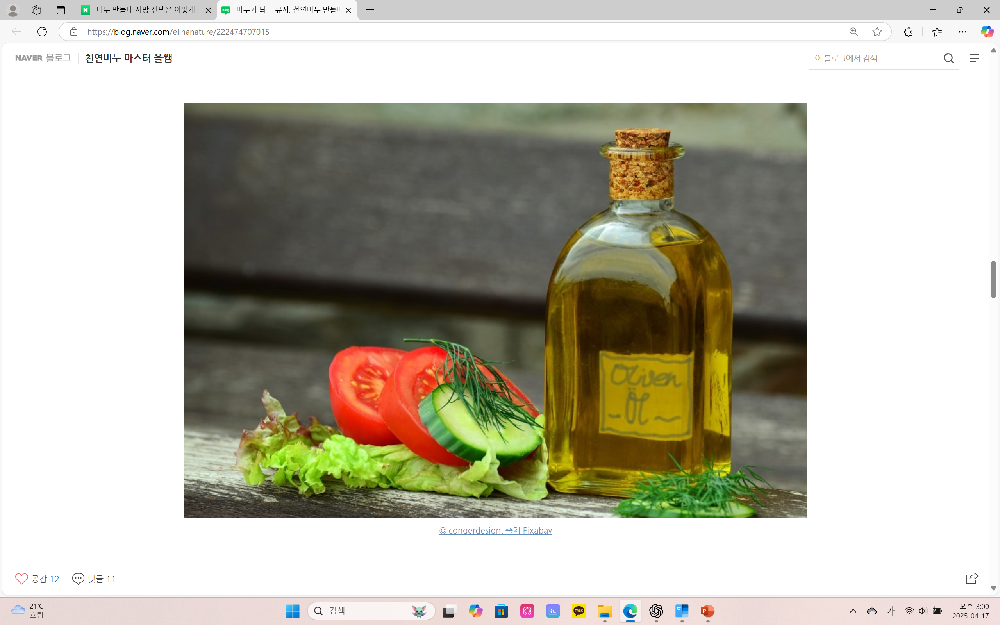 비누 만들때 지방 선택은 어떻게
비누가 되는 유지, 천연비누 만들
https://blog.naver.com/elinanature/222474707015
NAVER 블로그 천연비누 마스터 올쌤
이 블로그에서 검색
Oliven
Öl
© congerdesign, 출처 Pixabay
공감 12 댓글 11
21°C
흐림
검색
TALK
가
오후 3:00
2025-04-17